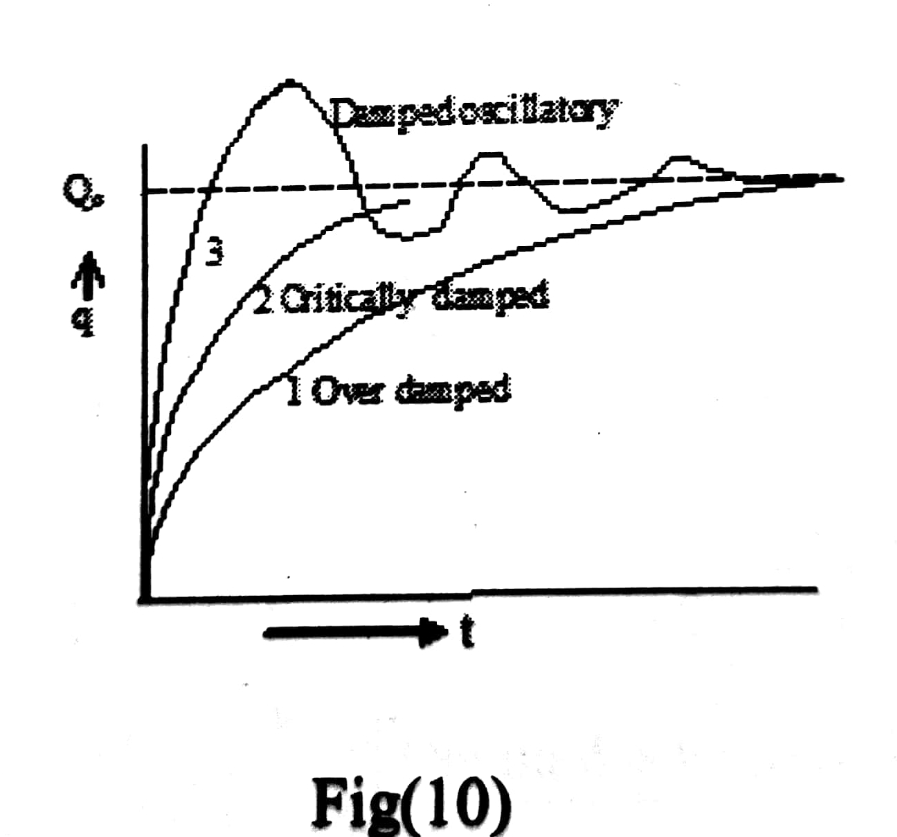 Damped oscillatory
Q₀
3
q
2 Critically damped
1 Over damped
t
Fig(10)